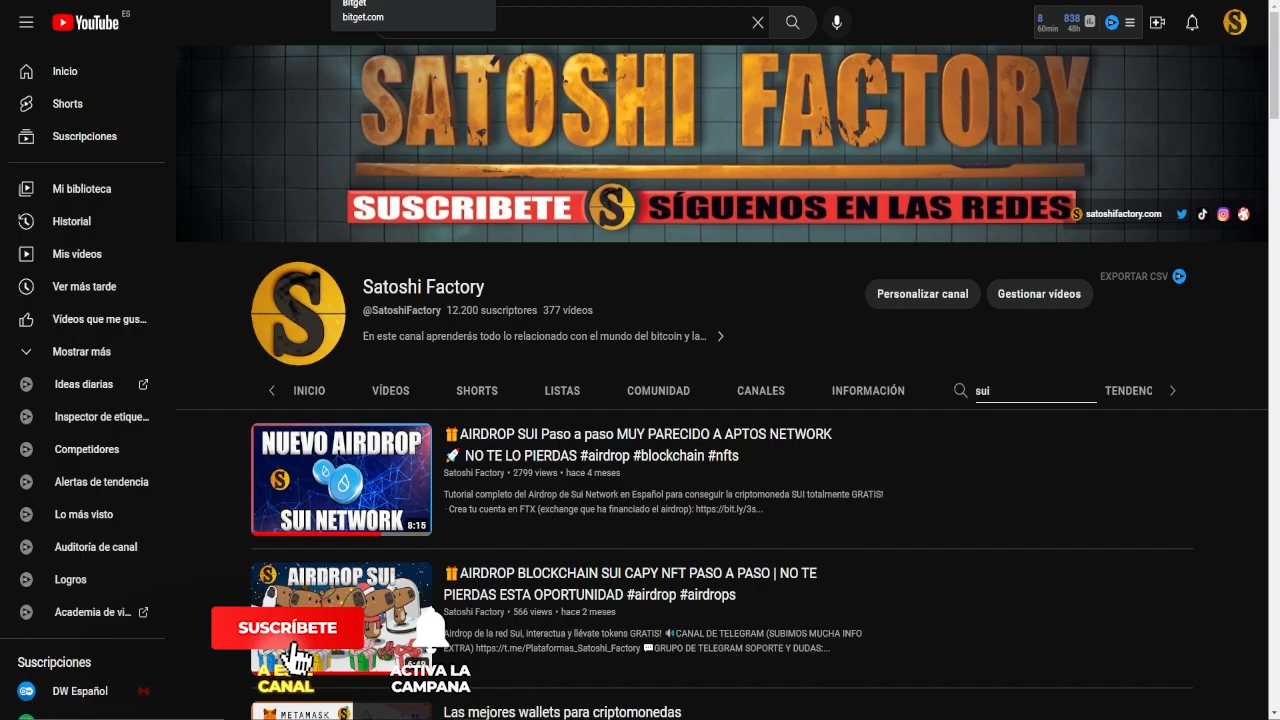 Bitget
bitget.com
YouTube ES
8 838
60min 48h
Inicio
Shorts
Suscripciones
Mi biblioteca
Historial
Mis vídeos
Ver más tarde
Vídeos que me gus...
Mostrar más
Ideas diarias
Inspector de etique...
Competidores
Alertas de tendencia
Lo más visto
Auditoría de canal
Logros
Academia de vi...
Suscripciones
DW Español
SATOSHI FACTORY
SUSCRIBETE S SÍGUENOS EN LAS REDES
satoshifactory.com
Satoshi Factory
@SatoshiFactory 12.200 suscriptores 377 vídeos
En este canal aprenderás todo lo relacionado con el mundo del bitcoin y la...
Personalizar canal
Gestionar vídeos
EXPORTAR CSV
INICIO VÍDEOS SHORTS LISTAS COMUNIDAD CANALES INFORMACIÓN sui TENDENC
NUEVO AIRDROP
SUI NETWORK
8:15
🎁AIRDROP SUI Paso a paso MUY PARECIDO A APTOS NETWORK
🚀 NO TE LO PIERDAS #airdrop #blockchain #nfts
Satoshi Factory • 2799 views • hace 4 meses
Tutorial completo del Airdrop de Sui Network en Español para conseguir la criptomoneda SUI totalmente GRATIS!
· Crea tu cuenta en FTX (exchange que ha financiado el airdrop): https://bit.ly/3s...
AIRDROP SUI
🎁AIRDROP BLOCKCHAIN SUI CAPY NFT PASO A PASO | NO TE
PIERDAS ESTA OPORTUNIDAD #airdrop #airdrops
Satoshi Factory • 566 views • hace 2 meses
Airdrop de la red Sui, interactua y llévate tokens GRATIS! 🔊CANAL DE TELEGRAM (SUBIMOS MUCHA INFO
EXTRA) https://t.me/Plataformas_Satoshi_Factory 💬GRUPO DE TELEGRAM SOPORTE Y DUDAS:...
SUSCRÍBETE
CANAL
ACTIVA LA
CAMPANA
METAMASK
Las mejores wallets para criptomonedas